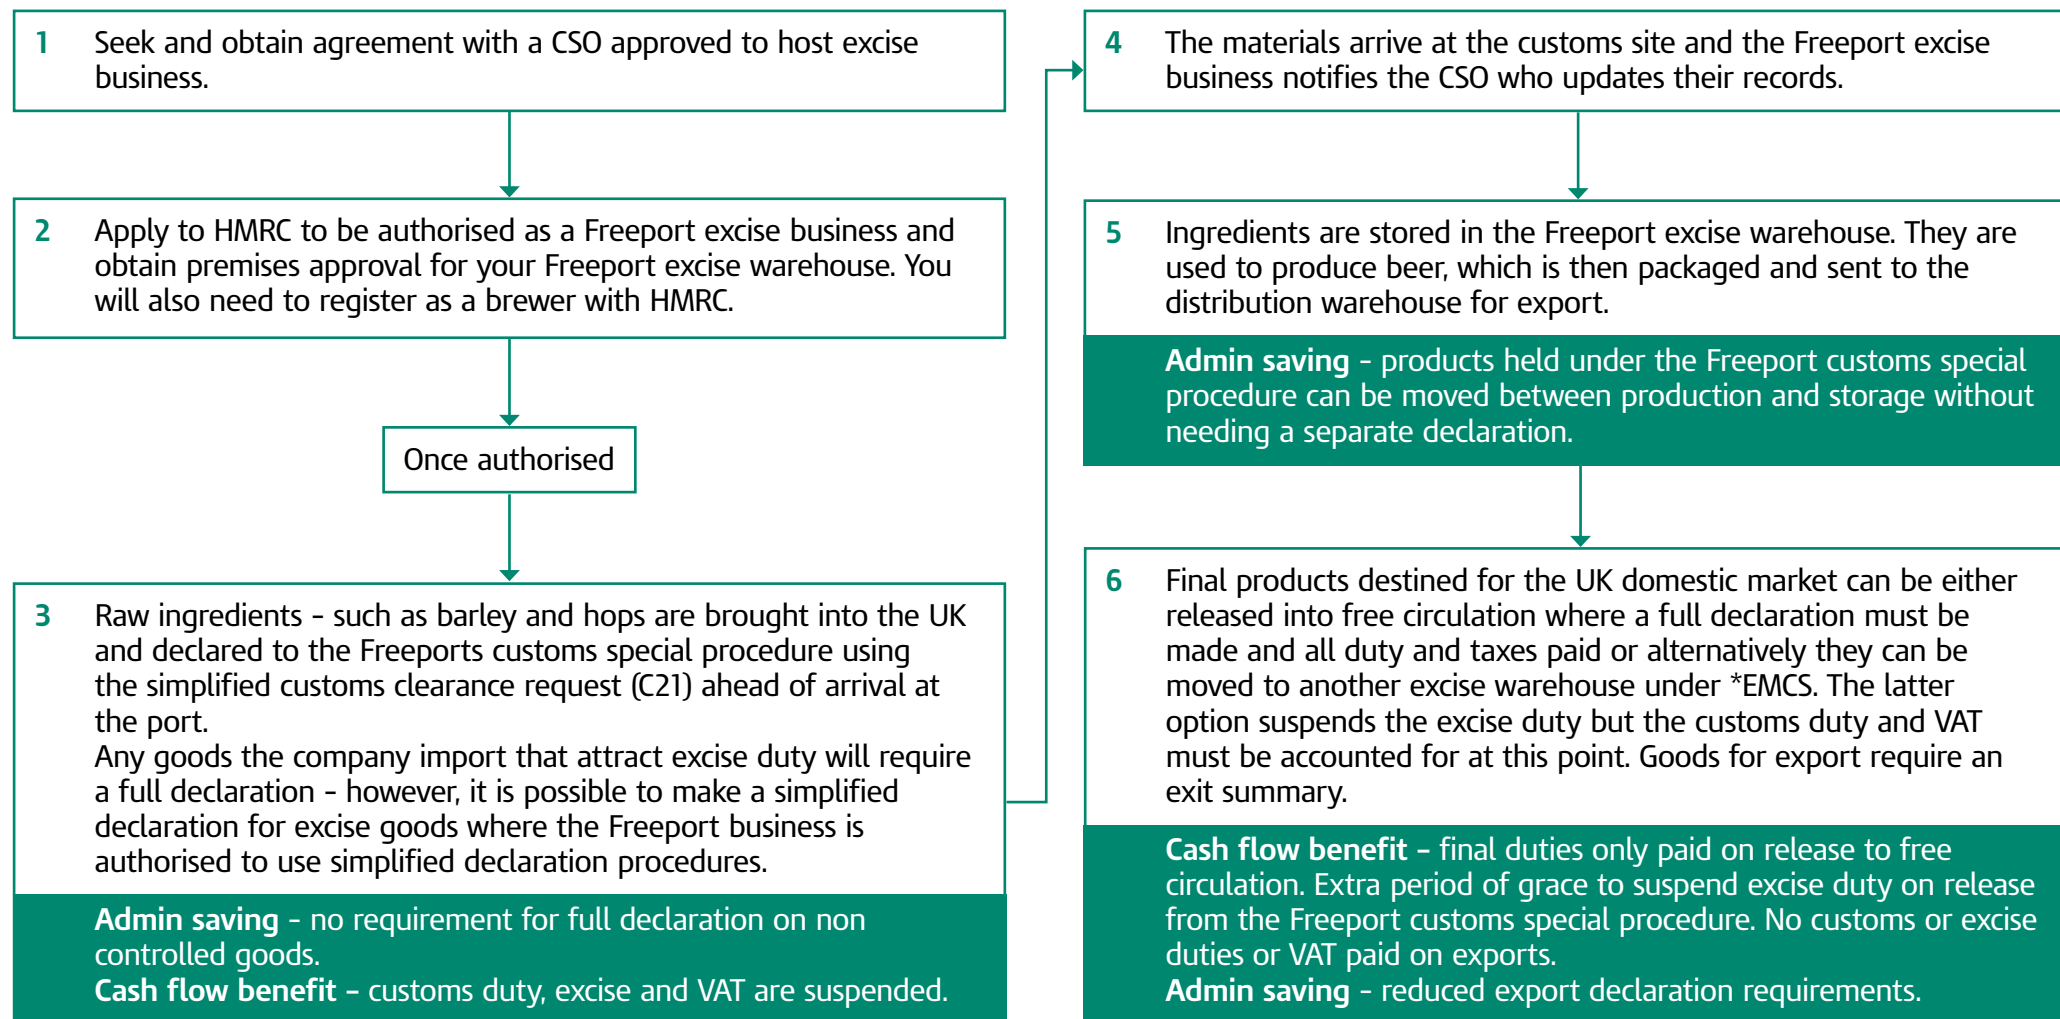 1 Seek and obtain agreement with a CSO approved to host excise
business.
2 Apply to HMRC to be authorised as a Freeport excise business and
obtain premises approval for your Freeport excise warehouse. You
will also need to register as a brewer with HMRC.
Once authorised
3 Raw ingredients – such as barley and hops are brought into the UK
and declared to the Freeports customs special procedure using
the simplified customs clearance request (C21) ahead of arrival at
the port.
Any goods the company import that attract excise duty will require
a full declaration – however, it is possible to make a simplified
declaration for excise goods where the Freeport business is
authorised to use simplified declaration procedures.
Admin saving – no requirement for full declaration on non
controlled goods.
Cash flow benefit – customs duty, excise and VAT are suspended.
4 The materials arrive at the customs site and the Freeport excise
business notifies the CSO who updates their records.
5 Ingredients are stored in the Freeport excise warehouse. They are
used to produce beer, which is then packaged and sent to the
distribution warehouse for export.
Admin saving – products held under the Freeport customs special
procedure can be moved between production and storage without
needing a separate declaration.
6 Final products destined for the UK domestic market can be either
released into free circulation where a full declaration must be
made and all duty and taxes paid or alternatively they can be
moved to another excise warehouse under *EMCS. The latter
option suspends the excise duty but the customs duty and VAT
must be accounted for at this point. Goods for export require an
exit summary.
Cash flow benefit – final duties only paid on release to free
circulation. Extra period of grace to suspend excise duty on release
from the Freeport customs special procedure. No customs or excise
duties or VAT paid on exports.
Admin saving – reduced export declaration requirements.